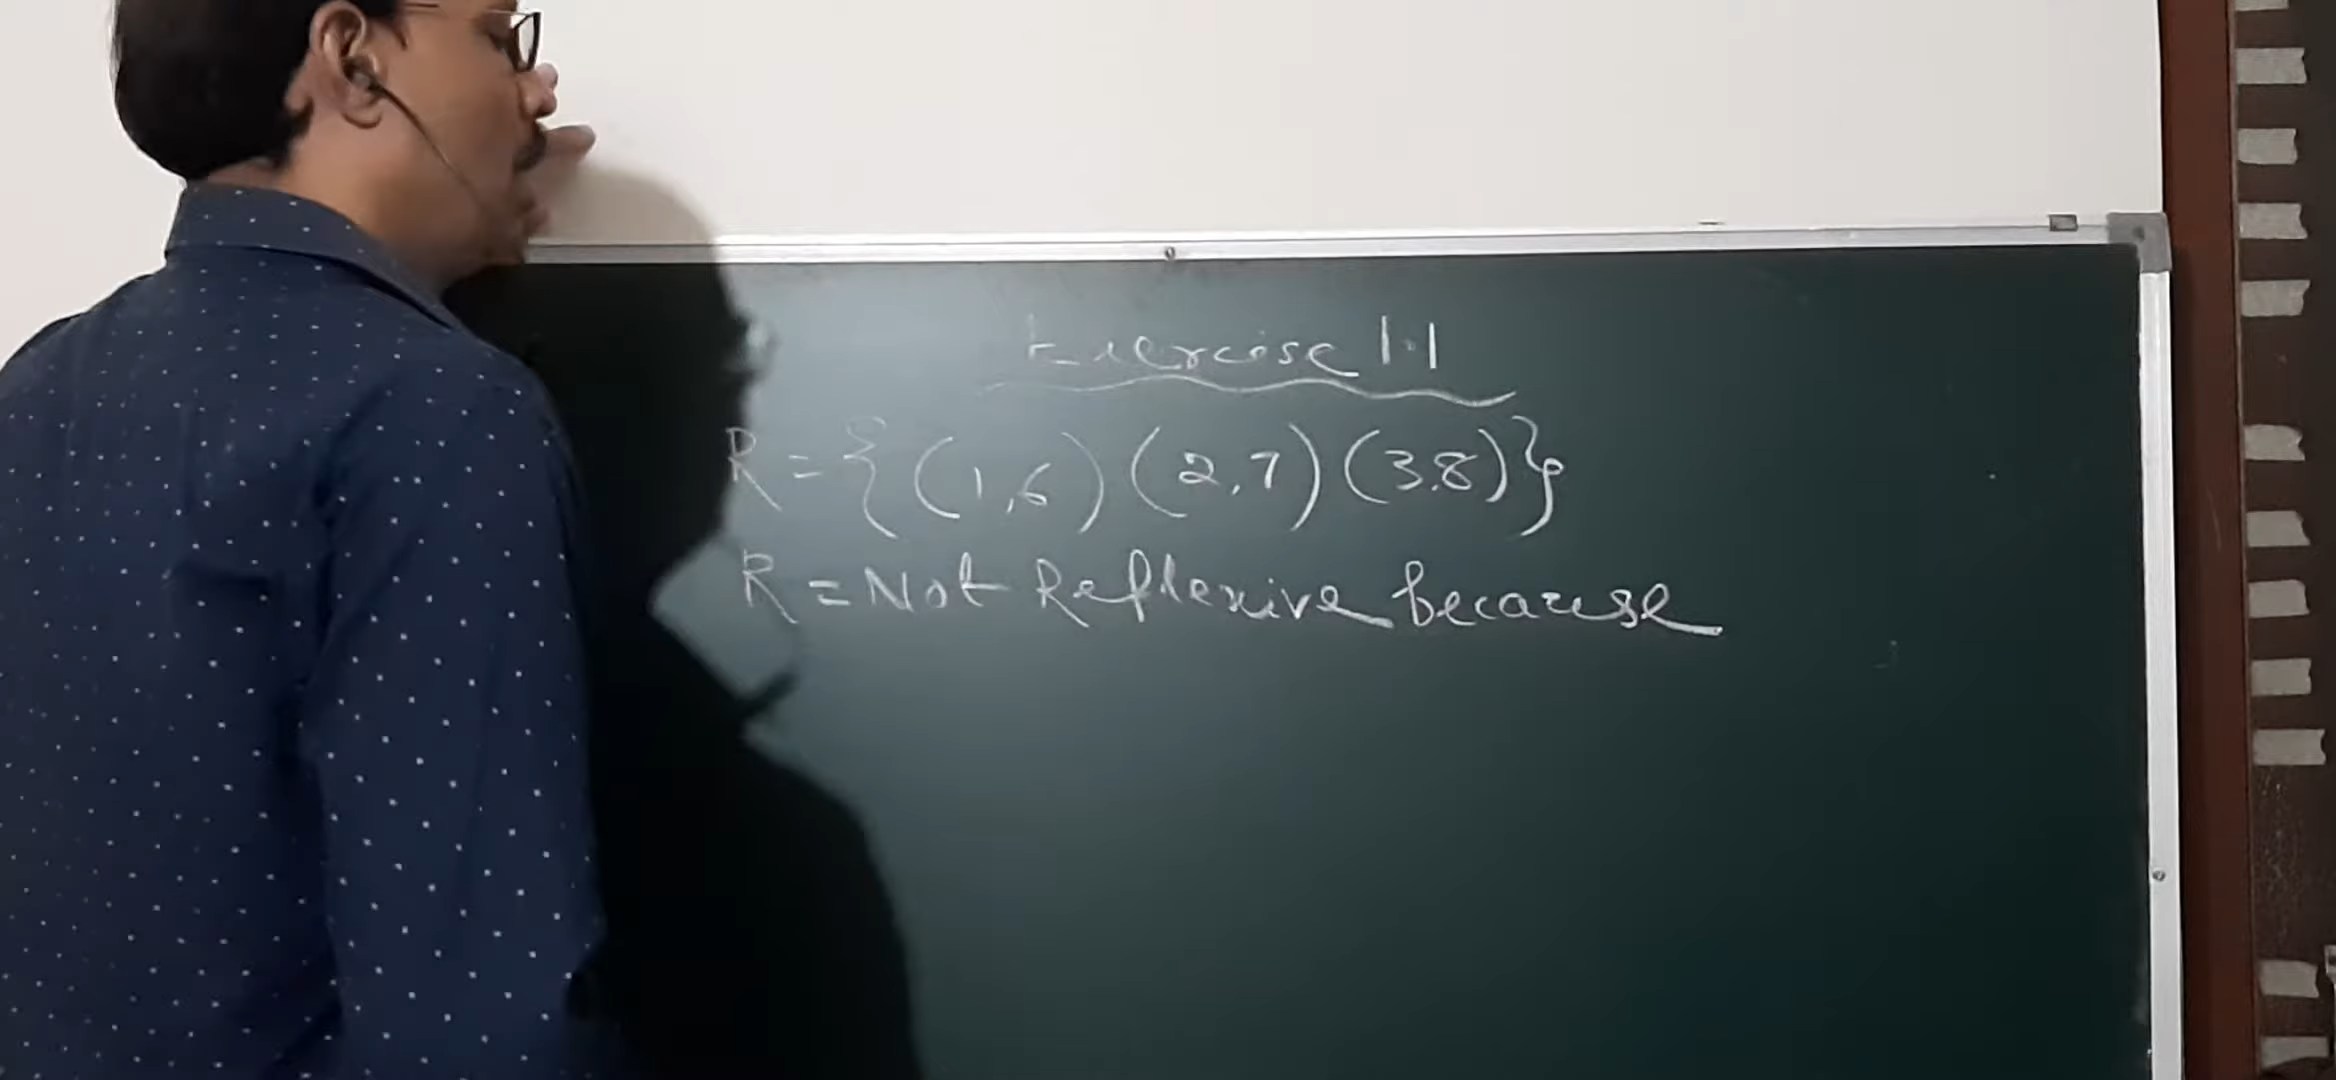 Exercise 1.1
R = { (1,6) (2,7) (3,8) }
R = Not Reflexive because